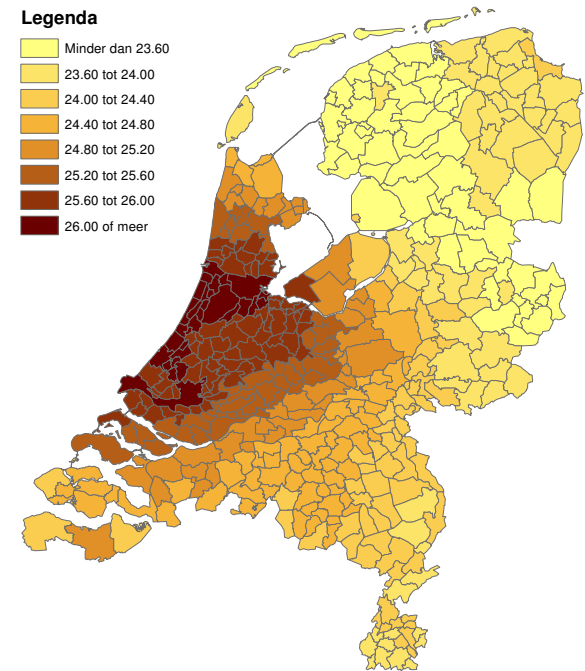 Legenda
Minder dan 23.60
23.60 tot 24.00
24.00 tot 24.40
24.40 tot 24.80
24.80 tot 25.20
25.20 tot 25.60
25.60 tot 26.00
26.00 of meer